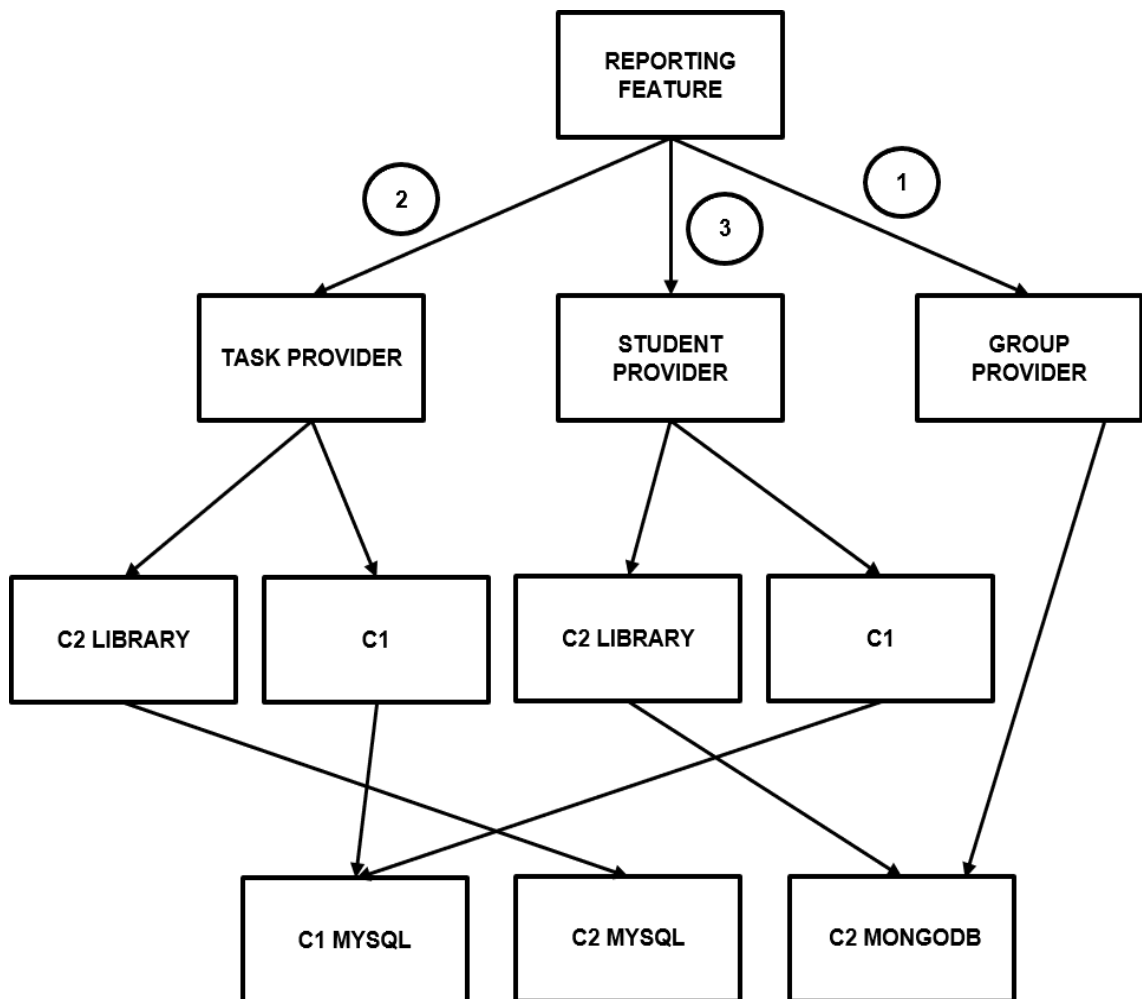 REPORTING
FEATURE
2
3
1
TASK PROVIDER
STUDENT
PROVIDER
GROUP
PROVIDER
C2 LIBRARY
C1
C2 LIBRARY
C1
C1 MYSQL
C2 MYSQL
C2 MONGODB